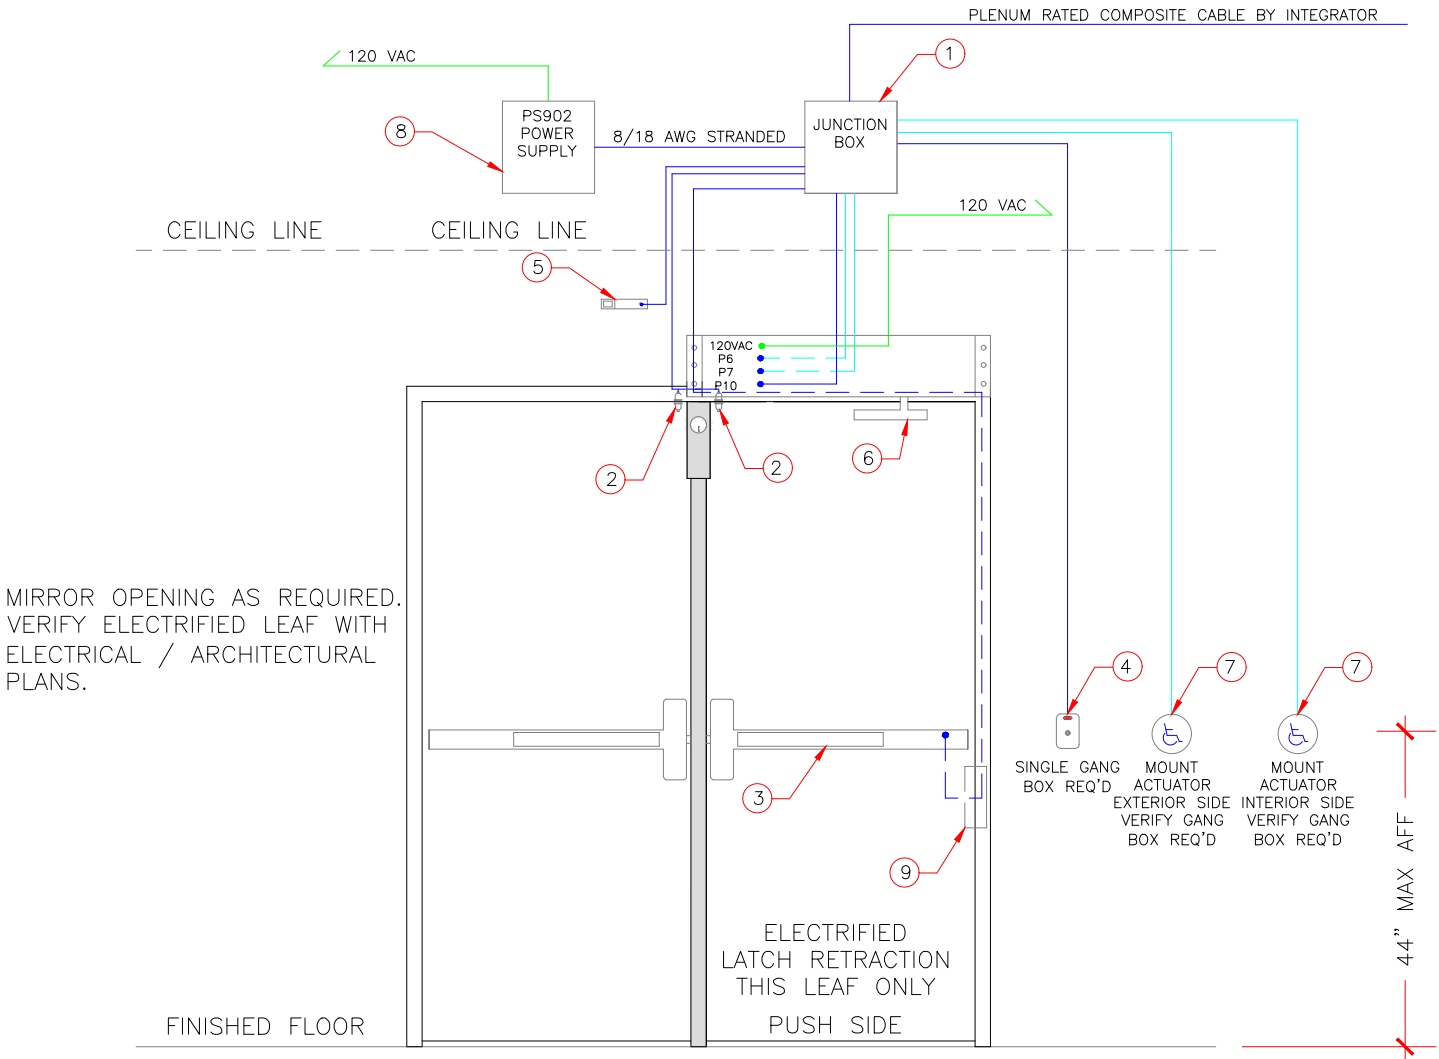 PLENUM RATED COMPOSITE CABLE BY INTEGRATOR
120 VAC
1
PS902
POWER
SUPPLY
8
8/18 AWG STRANDED
JUNCTION
BOX
120 VAC
CEILING LINE
CEILING LINE
5
120VAC
P6
P7
P10
2
2
6
MIRROR OPENING AS REQUIRED.
VERIFY ELECTRIFIED LEAF WITH
ELECTRICAL / ARCHITECTURAL
PLANS.
4
7
7
3
SINGLE GANG
BOX REQ'D
MOUNT
ACTUATOR
EXTERIOR SIDE
VERIFY GANG
BOX REQ'D
MOUNT
ACTUATOR
INTERIOR SIDE
VERIFY GANG
BOX REQ'D
9
44" MAX AFF
ELECTRIFIED
LATCH RETRACTION
THIS LEAF ONLY
PUSH SIDE
FINISHED FLOOR